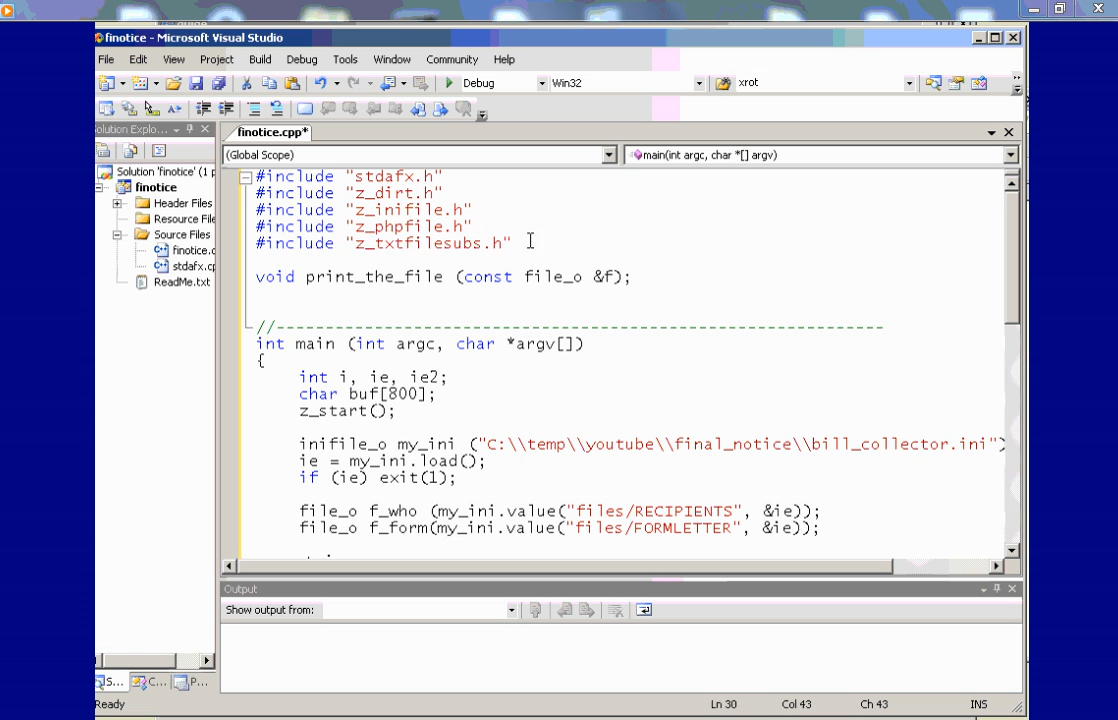 finotice - Microsoft Visual Studio
File Edit View Project Build Debug Tools Window Community Help
Debug Win32 xrot
Solution Explo...
finotice.cpp*
(Global Scope) main(int argc, char *[] argv)
Solution 'finotice' (1 p
finotice
Header Files
Resource File
Source Files
finotice.c
stdafx.cp
ReadMe.txt
#include "stdafx.h"
#include "z_dirt.h"
#include "z_inifile.h"
#include "z_phpfile.h"
#include "z_txtfilesubs.h"
void print_the_file (const file_o &f);
//--------------------------------------------------------------
int main (int argc, char *argv[])
{
int i, ie, ie2;
char buf[800];
z_start();
inifile_o my_ini ("C:\\temp\\youtube\\final_notice\\bill_collector.ini")
ie = my_ini.load();
if (ie) exit(1);
file_o f_who (my_ini.value("files/RECIPIENTS", &ie));
file_o f_form(my_ini.value("files/FORMLETTER", &ie));
Output
Show output from:
S... C... P...
Ready Ln 30 Col 43 Ch 43 INS